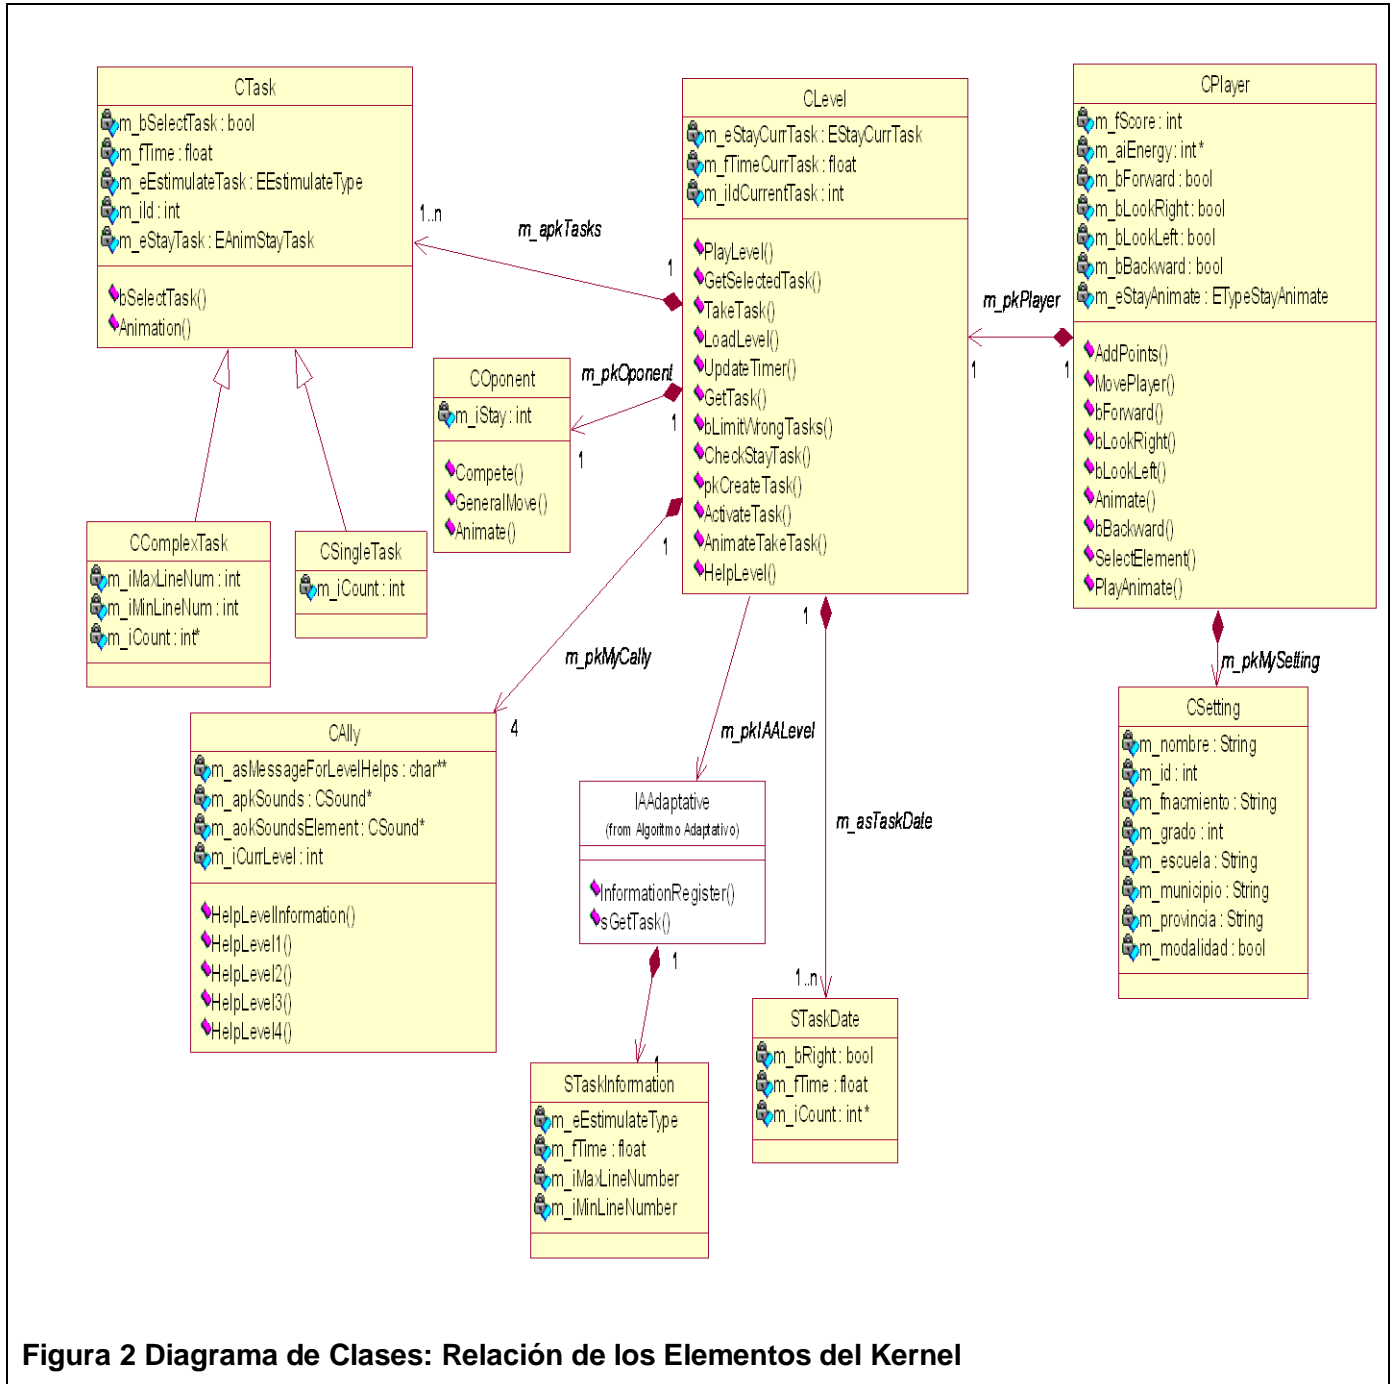 CTask
m_bSelectTask : bool
m_fTime : float
m_eEstimulateTask : EEstimulateType
m_iId : int
m_eStayTask : EAnimStayTask
bSelectTask()
Animation()
CLevel
m_eStayCurrTask : EStayCurrTask
m_fTimeCurrTask : float
m_iIdCurrentTask : int
PlayLevel()
GetSelectedTask()
TakeTask()
LoadLevel()
UpdateTimer()
GetTask()
bLimitWrongTasks()
CheckStayTask()
pkCreateTask()
ActivateTask()
AnimateTakeTask()
HelpLevel()
CPlayer
m_fScore : int
m_aiEnergy : int*
m_bForward : bool
m_bLookRight : bool
m_bLookLeft : bool
m_bBackward : bool
m_eStayAnimate : ETypeStayAnimate
AddPoints()
MovePlayer()
bForward()
bLookRight()
bLookLeft()
Animate()
bBackward()
SelectElement()
PlayAnimate()
1..n
m_apkTasks
1
m_pkPlayer
1
1
COponent
m_iStay : int
Compete()
GeneralMove()
Animate()
m_pkOponent
1
1
CComplexTask
m_iMaxLineNum : int
m_iMinLineNum : int
m_iCount : int*
CSingleTask
m_iCount : int
1
m_pkMyCally
4
CAlly
m_asMessageForLevelHelps : char**
m_apkSounds : CSound*
m_aokSoundsElement : CSound*
m_iCurrLevel : int
HelpLevelInformation()
HelpLevel1()
HelpLevel2()
HelpLevel3()
HelpLevel4()
m_pkIAALevel
1
m_asTaskDate
1..n
IAAdaptative
(from Algoritmo Adaptativo)
InformationRegister()
sGetTask()
1
1
m_pkMySetting
CSetting
m_nombre : String
m_id : int
m_fnacmiento : String
m_grado : int
m_escuela : String
m_municipio : String
m_provincia : String
m_modalidad : bool
STaskInformation
m_eEstimulateType
m_fTime : float
m_iMaxLineNumber
m_iMinLineNumber
STaskDate
m_bRight : bool
m_fTime : float
m_iCount : int*
Figura 2 Diagrama de Clases: Relación de los Elementos del Kernel